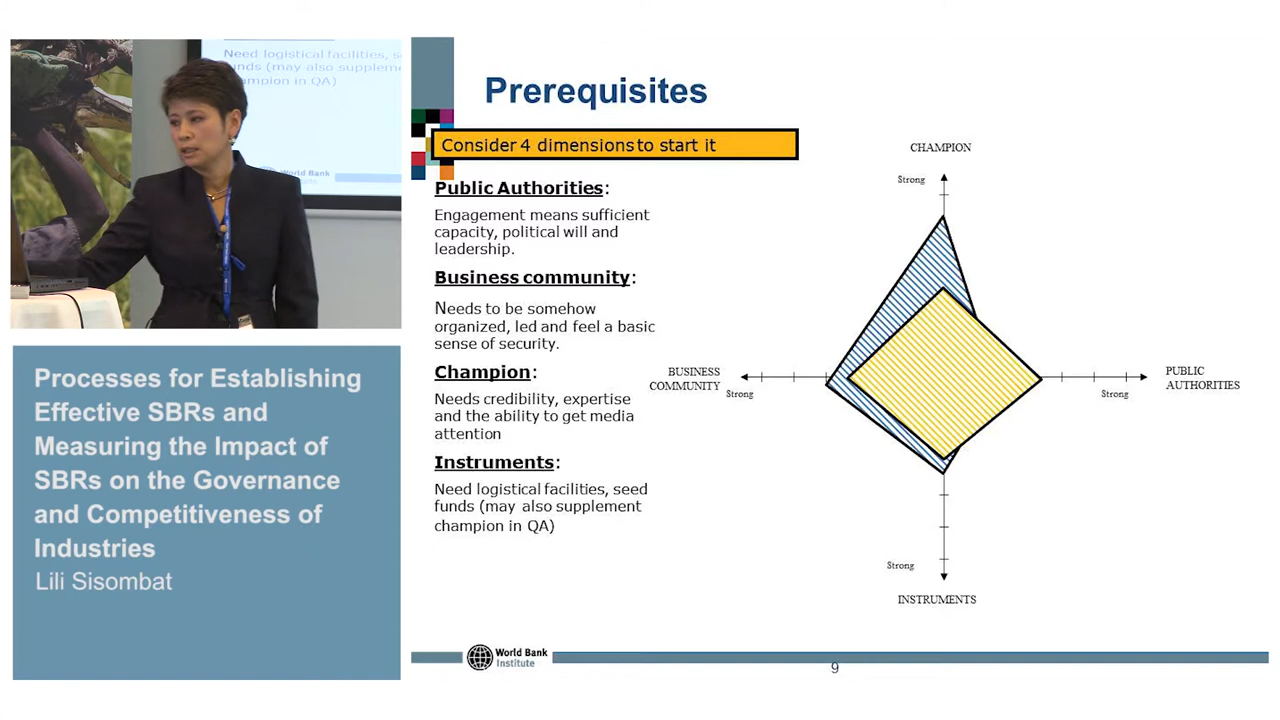 Need logistical facilities, se
unds (may also supplement
ampion in QA)
World Bank
Processes for Establishing
Effective SBRs and
Measuring the Impact of
SBRs on the Governance
and Competitiveness of
Industries
Lili Sisombat
Prerequisites
Consider 4 dimensions to start it
Public Authorities:
Engagement means sufficient
capacity, political will and
leadership.
Business community:
Needs to be somehow
organized, led and feel a basic
sense of security.
Champion:
Needs credibility, expertise
and the ability to get media
attention
Instruments:
Need logistical facilities, seed
funds (may also supplement
champion in QA)
CHAMPION
Strong
BUSINESS
COMMUNITY
Strong
PUBLIC
AUTHORITIES
Strong
Strong
INSTRUMENTS
World Bank
Institute
9